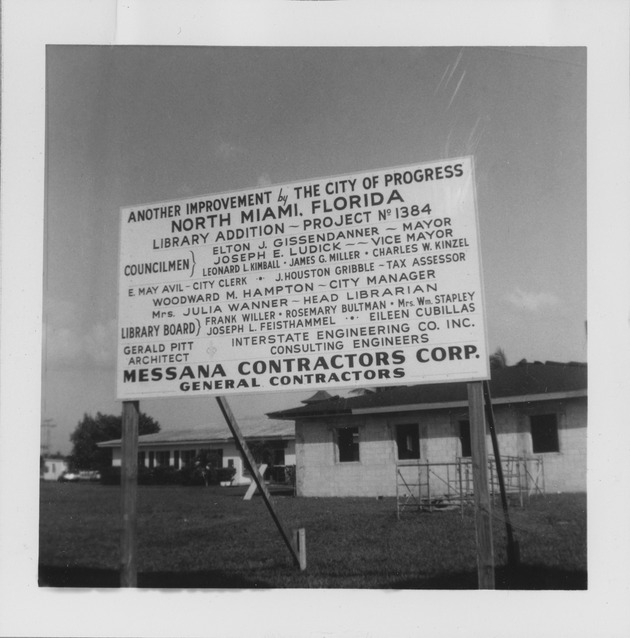 ANOTHER IMPROVEMENT by THE CITY OF PROGRESS
NORTH MIAMI, FLORIDA
LIBRARY ADDITION ~ PROJECT Nº 1384
COUNCILMEN } ELTON J. GISSENDANNER ~ MAYOR
JOSEPH E. LUDICK ~~ VICE MAYOR
LEONARD L. KIMBALL • JAMES G. MILLER • CHARLES W. KINZEL
E. MAY AVIL - CITY CLERK • J. HOUSTON GRIBBLE - TAX ASSESSOR
WOODWARD M. HAMPTON ~ CITY MANAGER
MRS. JULIA WANNER ~ HEAD LIBRARIAN
LIBRARY BOARD } FRANK WILLER • ROSEMARY BULTMAN • MRS. WM. STAPLEY
JOSEPH L. FEISTHAMMEL • EILEEN CUBILLAS
GERALD PITT
ARCHITECT
INTERSTATE ENGINEERING CO. INC.
CONSULTING ENGINEERS
MESSANA CONTRACTORS CORP.
GENERAL CONTRACTORS